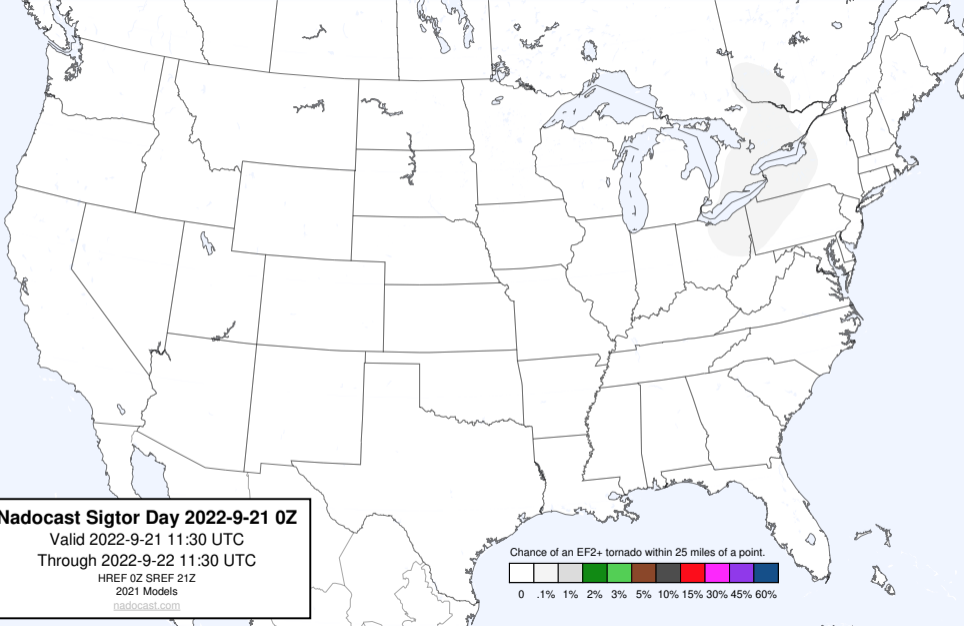 Nadocast Sigtor Day 2022-9-21 0Z
Valid 2022-9-21 11:30 UTC
Through 2022-9-22 11:30 UTC
HREF 0Z SREF 21Z
2021 Models
nadocast.com
Chance of an EF2+ tornado within 25 miles of a point.
0 .1% 1% 2% 3% 5% 10% 15% 30% 45% 60%